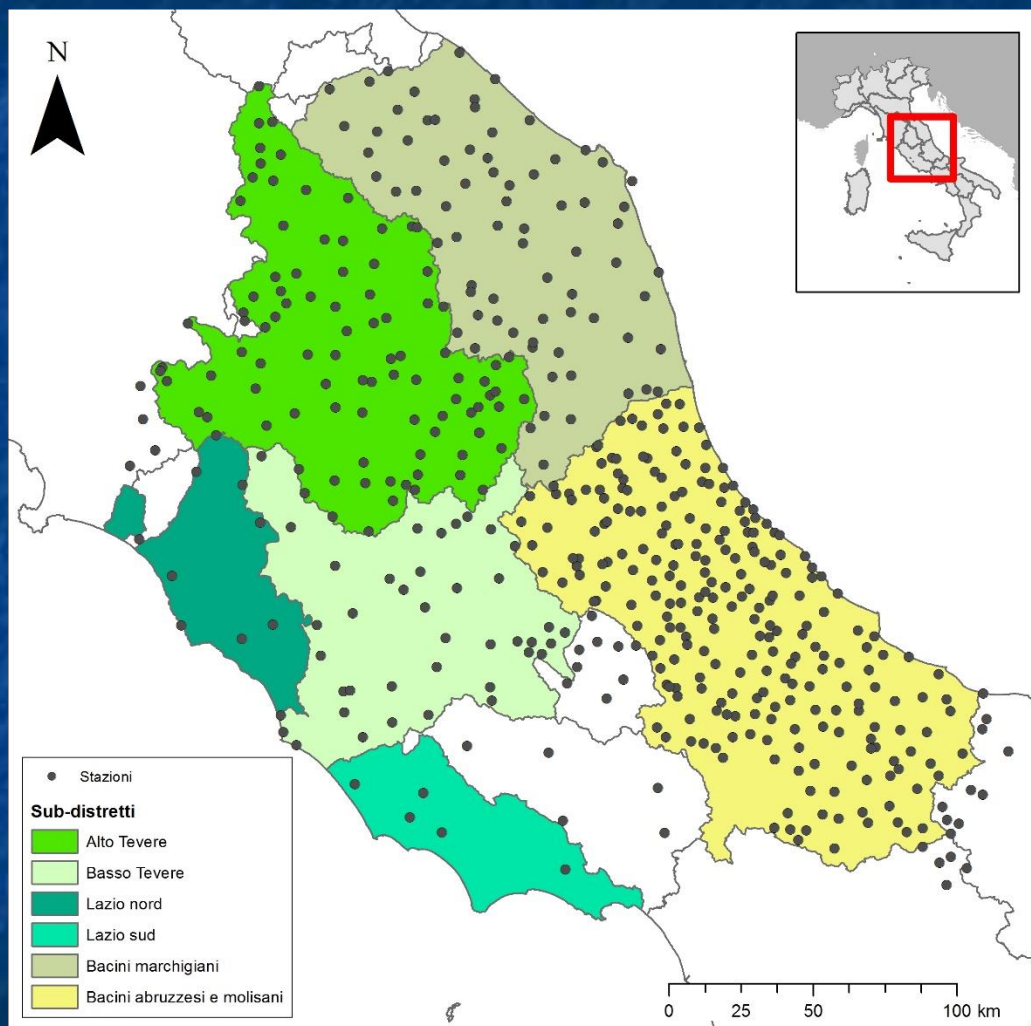 N
Stazioni
Sub-distretti
Alto Tevere
Basso Tevere
Lazio nord
Lazio sud
Bacini marchigiani
Bacini abruzzesi e molisani
0 25 50 100 km